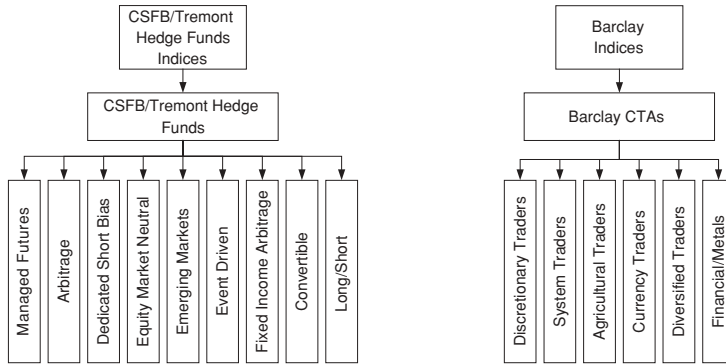 CSFB/Tremont
Hedge Funds
Indices
CSFB/Tremont Hedge
Funds
Managed Futures
Arbitrage
Dedicated Short Bias
Equity Market Neutral
Emerging Markets
Event Driven
Fixed Income Arbitrage
Convertible
Long/Short
Barclay
Indices
Barclay CTAs
Discretionary Traders
System Traders
Agricultural Traders
Currency Traders
Diversified Traders
Financial/Metals